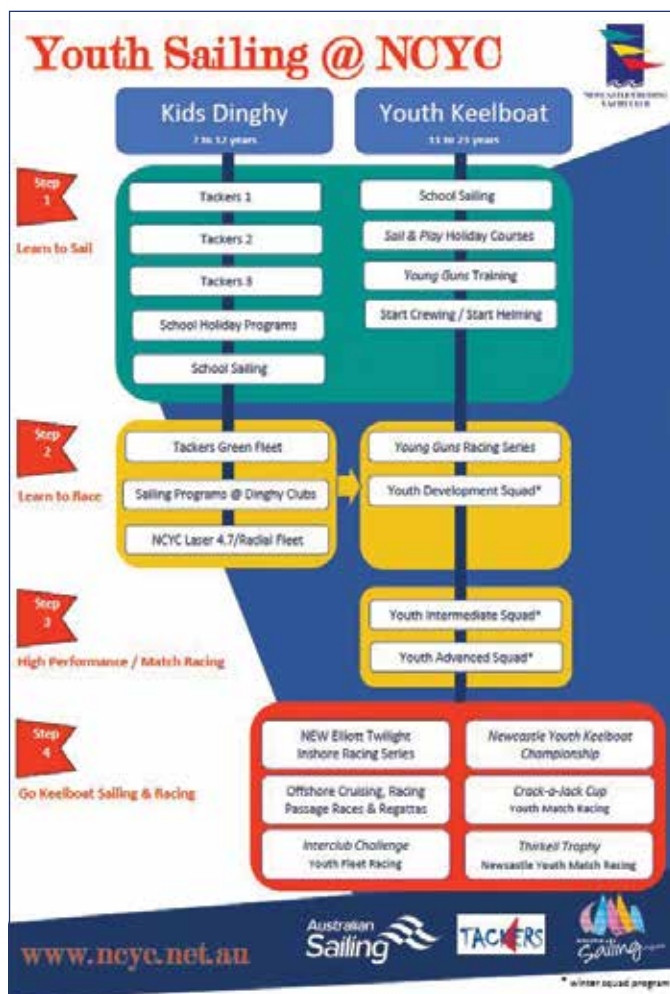 Youth Sailing @ NCYC
NEWCASTLE CRUISING
YACHT CLUB
Kids Dinghy
7 to 12 years
Youth Keelboat
11 to 23 years
Step
1
Learn to Sail
Tackers 1
Tackers 2
Tackers 3
School Holiday Programs
School Sailing
School Sailing
Sail & Play Holiday Courses
Young Guns Training
Start Crewing / Start Helming
Step
2
Learn to Race
Tackers Green Fleet
Sailing Programs @ Dinghy Clubs
NCYC Laser 4.7/Radial Fleet
Young Guns Racing Series
Youth Development Squad*
Step
3
High Performance / Match Racing
Youth Intermediate Squad*
Youth Advanced Squad*
Step
4
Go Keelboat Sailing & Racing
NEW Elliott Twilight
Inshore Racing Series
Newcastle Youth Keelboat
Championship
Offshore Cruising, Racing
Passage Races & Regattas
Crack-a-Jack Cup
Youth Match Racing
Interclub Challenge
Youth Fleet Racing
Thirkell Trophy
Newcastle Youth Match Racing
www.ncyc.net.au
Australian
Sailing
TACKERS
Sailing
* winter squad program